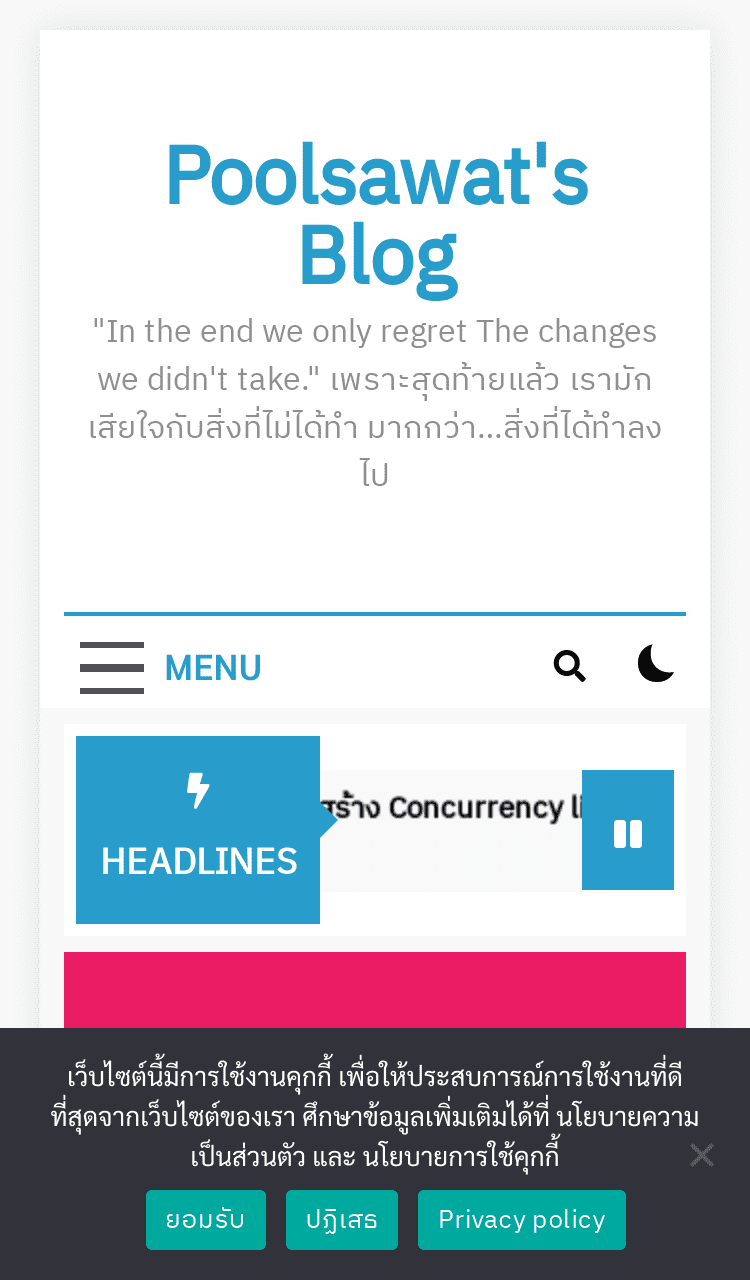 Poolsawat's
Blog
"In the end we only regret The changes
we didn't take." เพราะสุดท้ายแล้ว เรามัก
เสียใจกับสิ่งที่ไม่ได้ทำ มากกว่า...สิ่งที่ได้ทำลง
ไป
MENU
HEADLINES
สร้าง Concurrency
เว็บไซต์นี้มีการใช้งานคุกกี้ เพื่อให้ประสบการณ์การใช้งานที่ดี
ที่สุดจากเว็บไซต์ของเรา ศึกษาข้อมูลเพิ่มเติมได้ที่ นโยบายความ
เป็นส่วนตัว และ นโยบายการใช้คุกกี้
ยอมรับ
ปฏิเสธ
Privacy policy